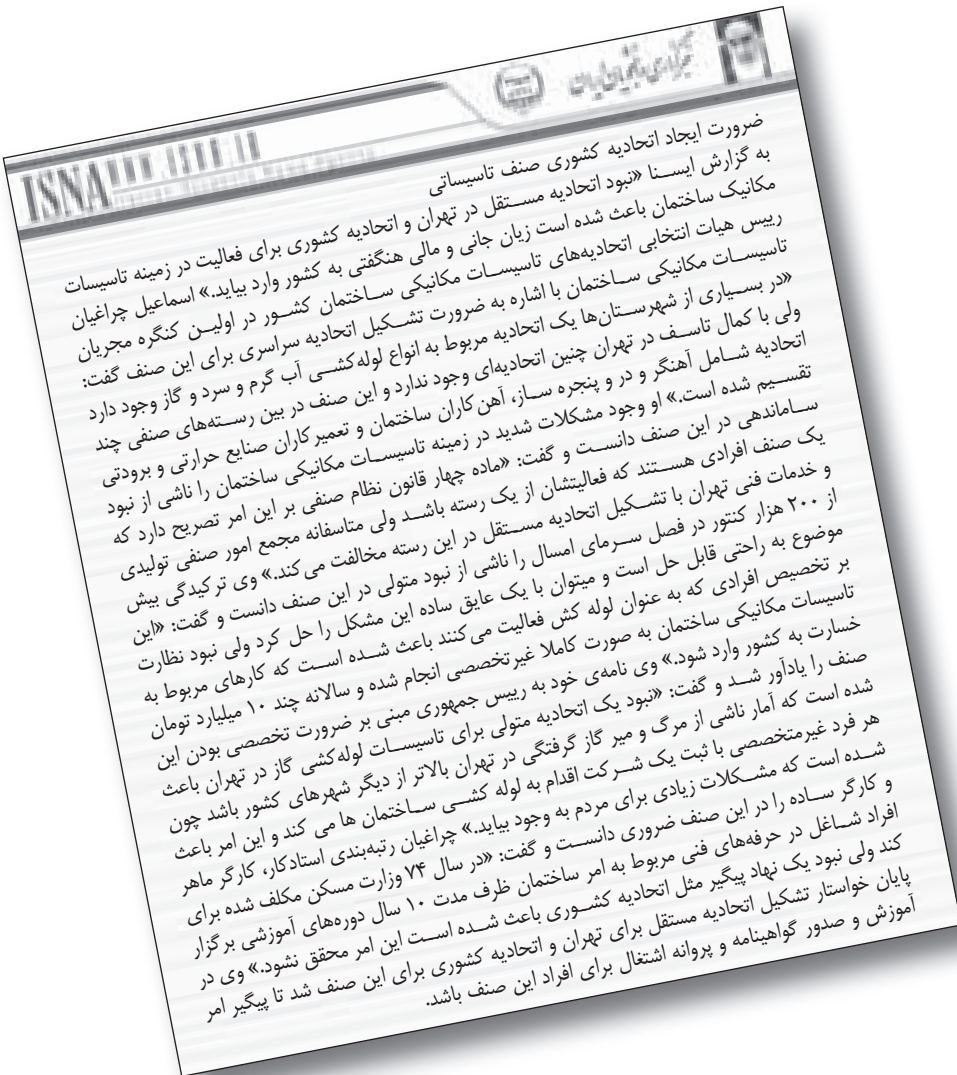 ISNA
ضرورت ایجاد اتحادیه کشوری صنف تاسیساتی
به گزارش ایسنا «نبود اتحادیه مستقل در تهران و اتحادیه کشوری برای فعالیت در زمینه تاسیسات
مکانیک ساختمان باعث شده است زیان جانی و مالی هنگفتی به کشور وارد بیاید.» اسماعیل چراغیان
رییس هیات انتخابی اتحادیه‌های تاسیسات مکانیکی ساختمان کشور در اولین کنگره مجریان
تاسیسات مکانیکی ساختمان با اشاره به ضرورت تشکیل اتحادیه سراسری برای این صنف گفت:
«در بسیاری از شهرستان‌ها یک اتحادیه مربوط به انواع لوله‌کشی آب گرم و سرد و گاز وجود دارد
ولی با کمال تاسف در تهران چنین اتحادیه‌ای وجود ندارد و این صنف در بین رسته‌های صنفی چند
اتحادیه شامل آهنگر و در و پنجره ساز، آهن‌کاران ساختمان و تعمیرکاران صنایع حرارتی و برودتی
تقسیم شده است.» او وجود مشکلات شدید در زمینه تاسیسات مکانیکی ساختمان را ناشی از نبود
ساماندهی در این صنف دانست و گفت: «ماده چهار قانون نظام صنفی بر این امر تصریح دارد که
یک صنف افرادی هستند که فعالیتشان از یک رسته باشد ولی متاسفانه مجمع امور صنفی تولیدی
و خدمات فنی تهران با تشکیل اتحادیه مستقل در این رسته مخالفت می‌کند.» وی ترکیدگی بیش
از ۲۰۰ هزار کنتور در فصل سرمای امسال را ناشی از نبود متولی در این صنف دانست و گفت: «این
موضوع به راحتی قابل حل است و میتوان با یک عایق ساده این مشکل را حل کرد ولی نبود نظارت
بر تخصیص افرادی که به عنوان لوله کش فعالیت می‌کنند باعث شده است که کارهای مربوط به
تاسیسات مکانیکی ساختمان به صورت کاملا غیرتخصصی انجام شده و سالانه چند ۱۰ میلیارد تومان
خسارت به کشور وارد شود.» وی نامه‌ی خود به رییس جمهوری مبنی بر ضرورت تخصصی بودن این
صنف را یادآور شد و گفت: «نبود یک اتحادیه متولی برای تاسیسات لوله‌کشی گاز در تهران باعث
شده است که آمار ناشی از مرگ و میر گاز گرفتگی در تهران بالاتر از دیگر شهرهای کشور باشد چون
هر فرد غیرمتخصصی با ثبت یک شرکت اقدام به لوله کشی ساختمان ها می کند و این امر باعث
شده است که مشکلات زیادی برای مردم به وجود بیاید.» چراغیان رتبه‌بندی استادکار، کارگر ماهر
و کارگر ساده را در این صنف ضروری دانست و گفت: «در سال ۷۴ وزارت مسکن مکلف شده برای
افراد شاغل در حرفه‌های فنی مربوط به امر ساختمان ظرف مدت ۱۰ سال دوره‌های آموزشی برگزار
کند ولی نبود یک نهاد پیگیر مثل اتحادیه کشوری باعث شده است این امر محقق نشود.» وی در
پایان خواستار تشکیل اتحادیه مستقل برای تهران و اتحادیه کشوری برای این صنف شد تا پیگیر امر
آموزش و صدور گواهینامه و پروانه اشتغال برای افراد این صنف باشد.